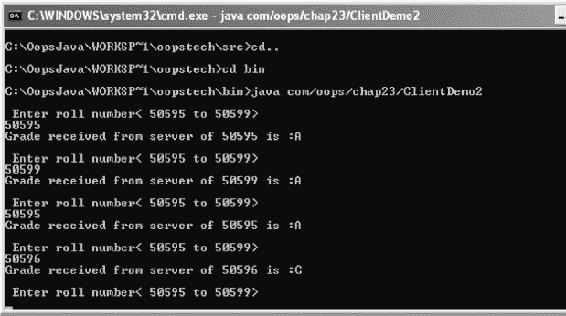 C:\WINDOWS\system32\cmd.exe - java com/oops/chap23/ClientDemo2
C:\OopsJava\WORKSP~1\oopstech\src>cd..
C:\OopsJava\WORKSP~1\oopstech>cd bin
C:\OopsJava\WORKSP~1\oopstech\bin>java com/oops/chap23/ClientDemo2
Enter roll number< 50595 to 50599>
50595
Grade received from server of 50595 is :A
Enter roll number< 50595 to 50599>
50599
Grade received from server of 50599 is :A
Enter roll number< 50595 to 50599>
50595
Grade received from server of 50595 is :A
Enter roll number< 50595 to 50599>
50596
Grade received from server of 50596 is :C
Enter roll number< 50595 to 50599>